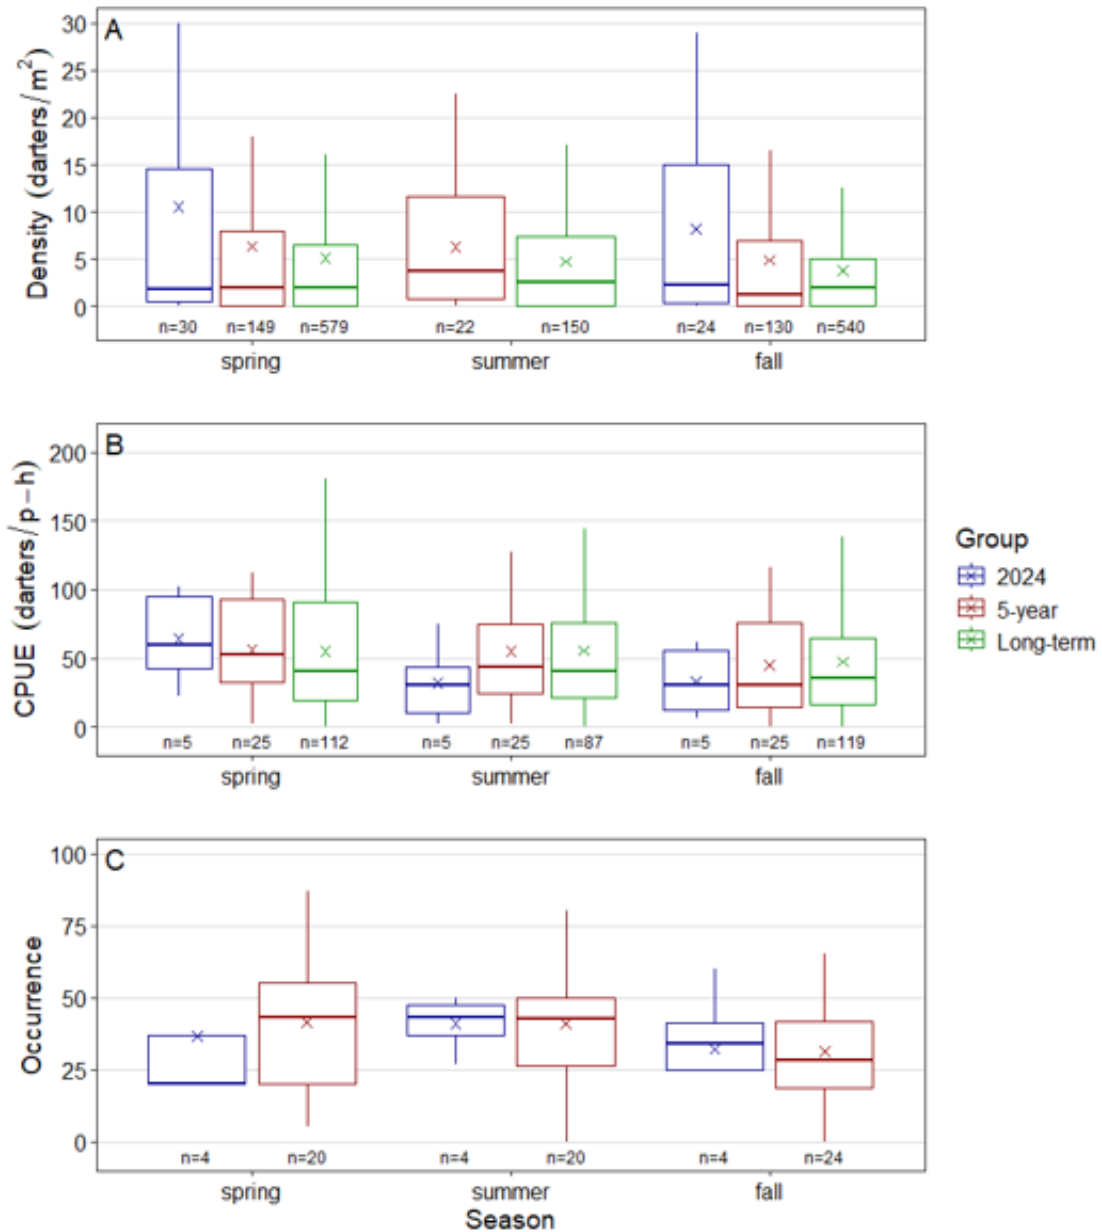 A
Density (darters/m²)
30
25
20
15
10
5
0
n=30 n=149 n=579 n=22 n=150 n=24 n=130 n=540
spring summer fall
B
CPUE (darters/p−h)
200
150
100
50
0
n=5 n=25 n=112 n=5 n=25 n=87 n=5 n=25 n=119
spring summer fall
Group
2024
5-year
Long-term
C
Occurrence
100
75
50
25
0
n=4 n=20 n=4 n=20 n=4 n=24
spring summer fall
Season